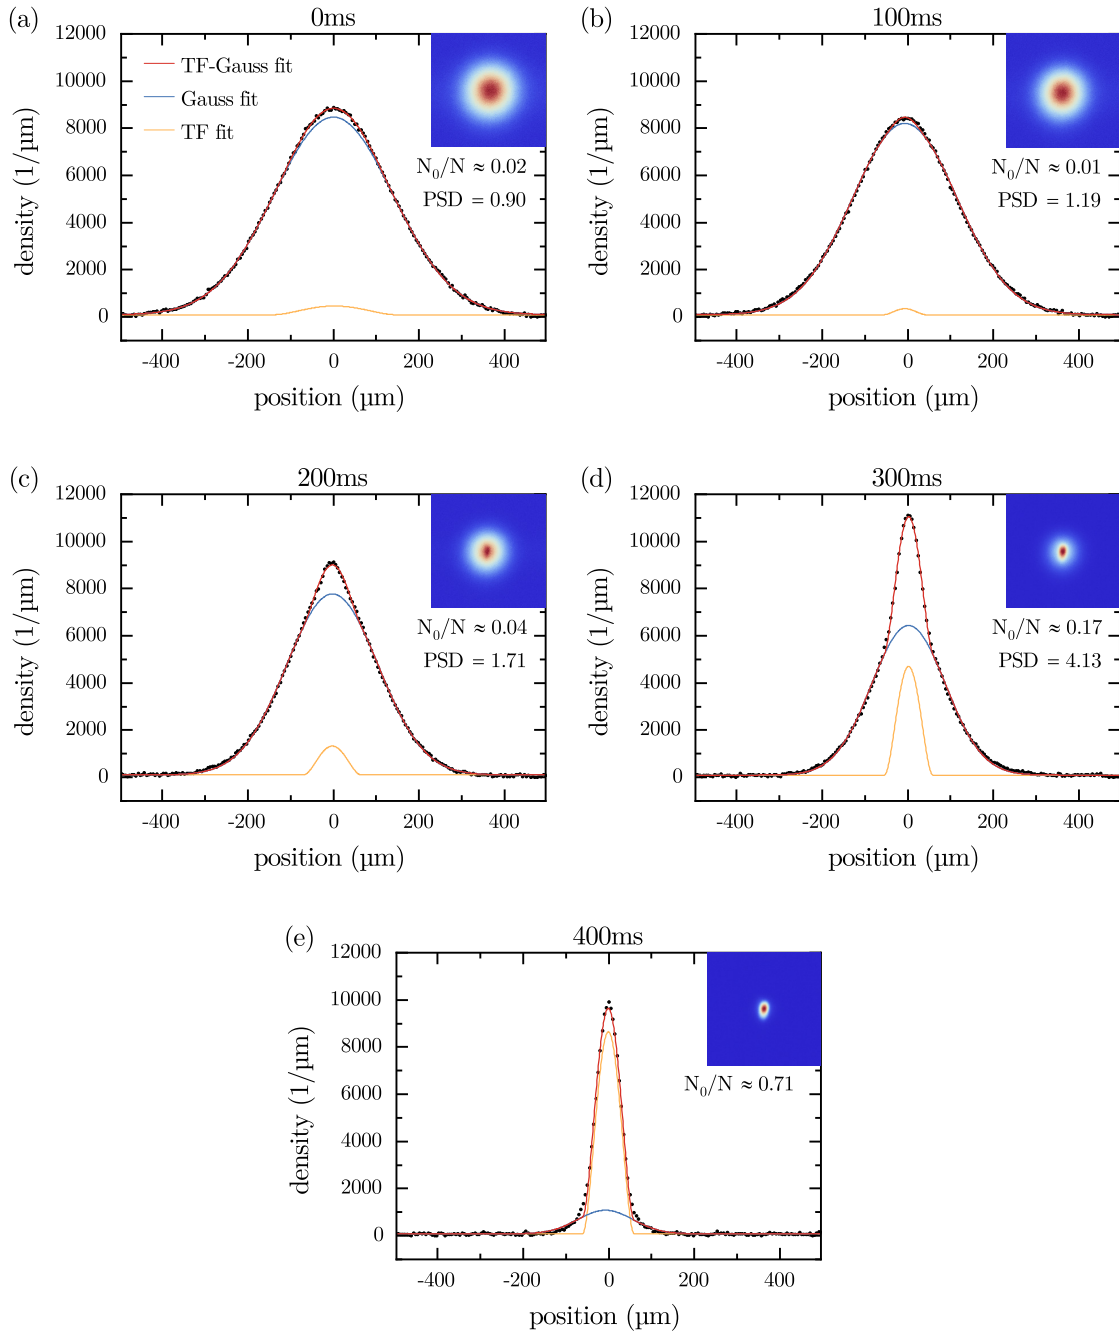 (a) 0ms
12000
10000
8000
6000
4000
2000
0
density (1/µm)
TF-Gauss fit
Gauss fit
TF fit
N₀/N ≈ 0.02
PSD = 0.90
-400 -200 0 200 400
position (µm)
(b) 100ms
12000
10000
8000
6000
4000
2000
0
density (1/µm)
N₀/N ≈ 0.01
PSD = 1.19
-400 -200 0 200 400
position (µm)
(c) 200ms
12000
10000
8000
6000
4000
2000
0
density (1/µm)
N₀/N ≈ 0.04
PSD = 1.71
-400 -200 0 200 400
position (µm)
(d) 300ms
12000
10000
8000
6000
4000
2000
0
density (1/µm)
N₀/N ≈ 0.17
PSD = 4.13
-400 -200 0 200 400
position (µm)
(e) 400ms
12000
10000
8000
6000
4000
2000
0
density (1/µm)
N₀/N ≈ 0.71
-400 -200 0 200 400
position (µm)